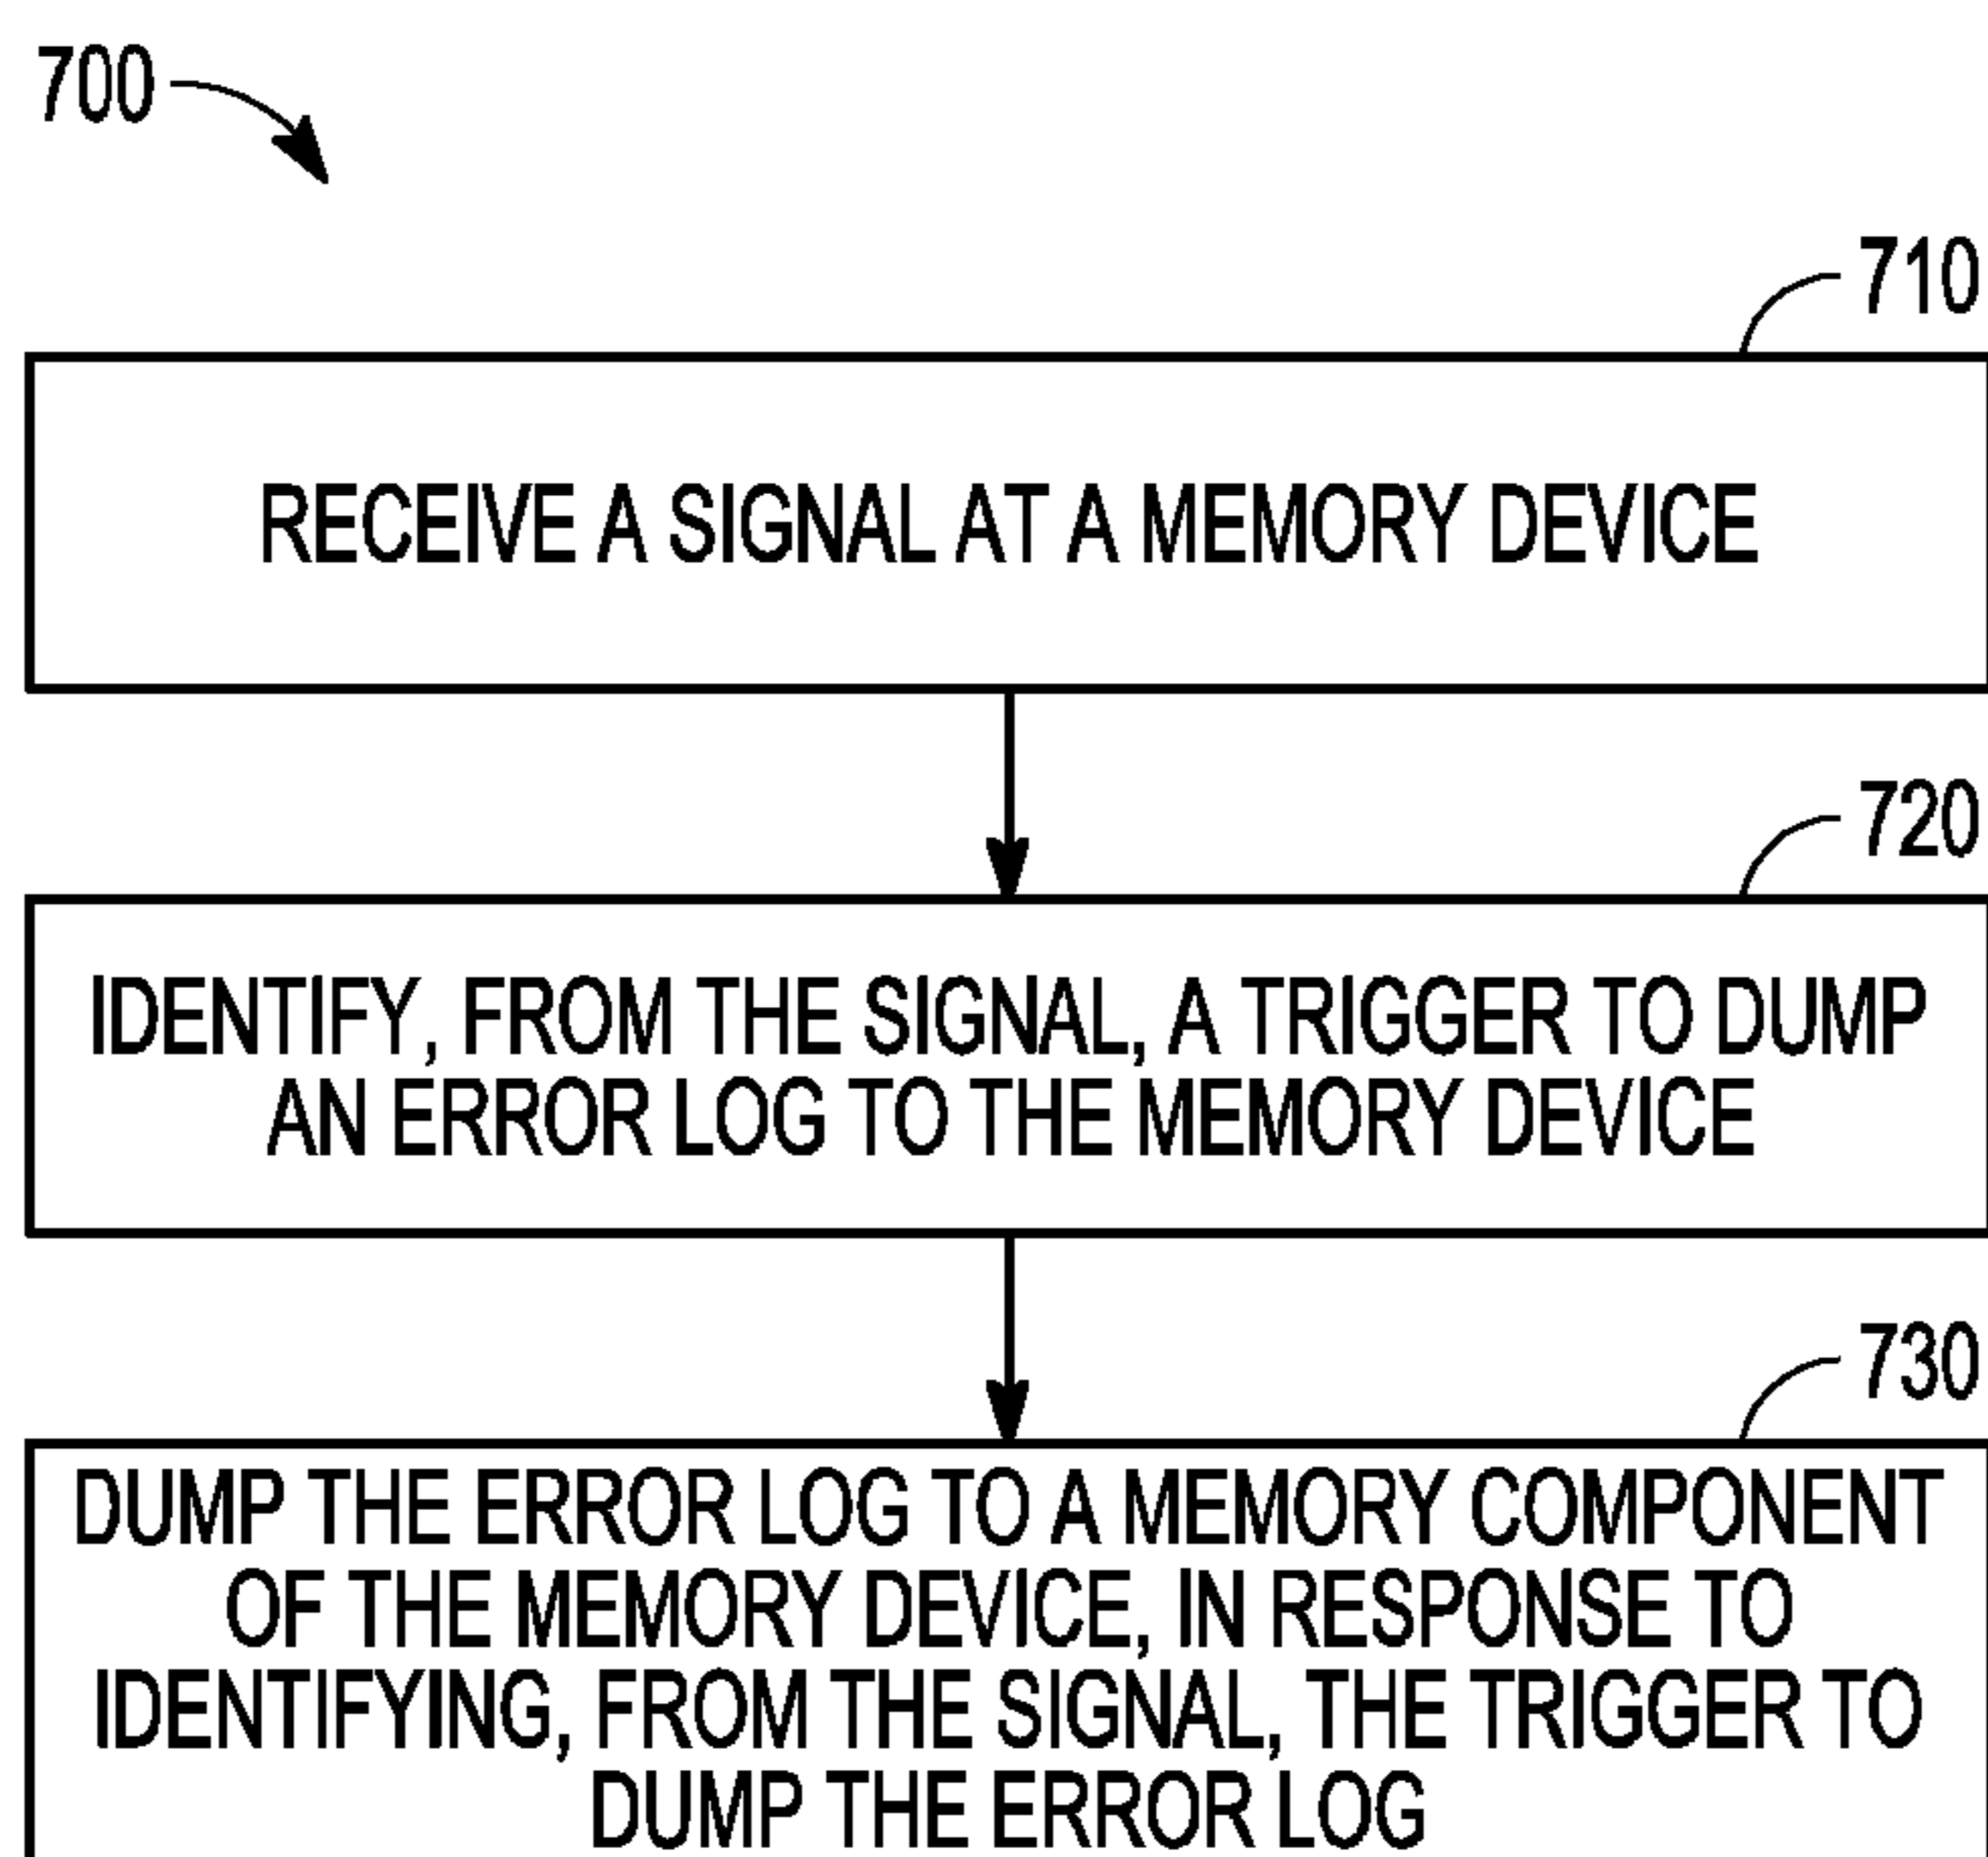 700
710
RECEIVE A SIGNAL AT A MEMORY DEVICE
720
IDENTIFY, FROM THE SIGNAL, A TRIGGER TO DUMP
AN ERROR LOG TO THE MEMORY DEVICE
730
DUMP THE ERROR LOG TO A MEMORY COMPONENT
OF THE MEMORY DEVICE, IN RESPONSE TO
IDENTIFYING, FROM THE SIGNAL, THE TRIGGER TO
DUMP THE ERROR LOG